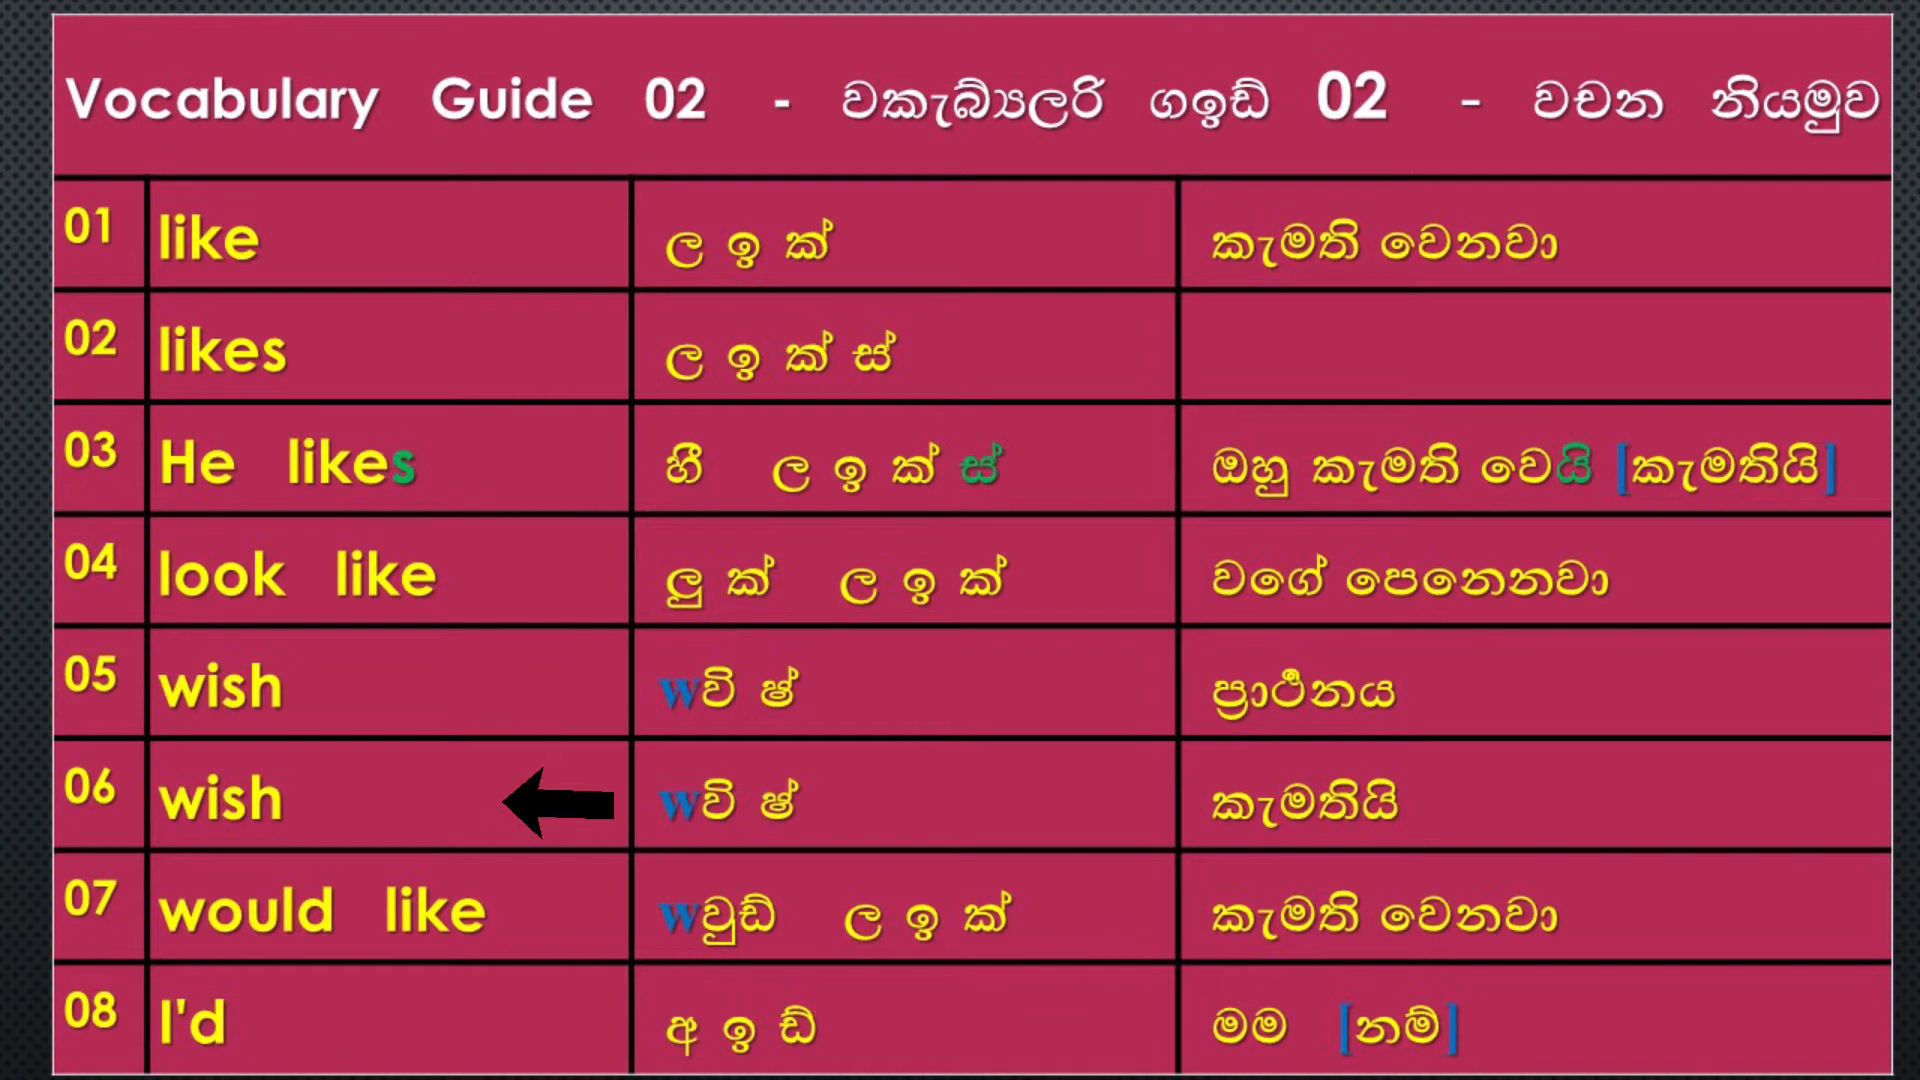 Vocabulary Guide 02 - වකැබ්‍යලරි ගඉඩ් 02 - වචන නියමුව
01 like ල ඉ ක් කැමති වෙනවා
02 likes ල ඉ ක් ස්
03 He likes හී ල ඉ ක් ස් ඔහු කැමති වෙයි [කැමතියි]
04 look like ලු ක් ල ඉ ක් වගේ පෙනෙනවා
05 wish wවි ෂ් ප්‍රාර්‍ථනය
06 wish wවි ෂ් කැමතියි
07 would like wවුඩ් ල ඉ ක් කැමති වෙනවා
08 I'd අ ඉ ඩ් මම [නම්]